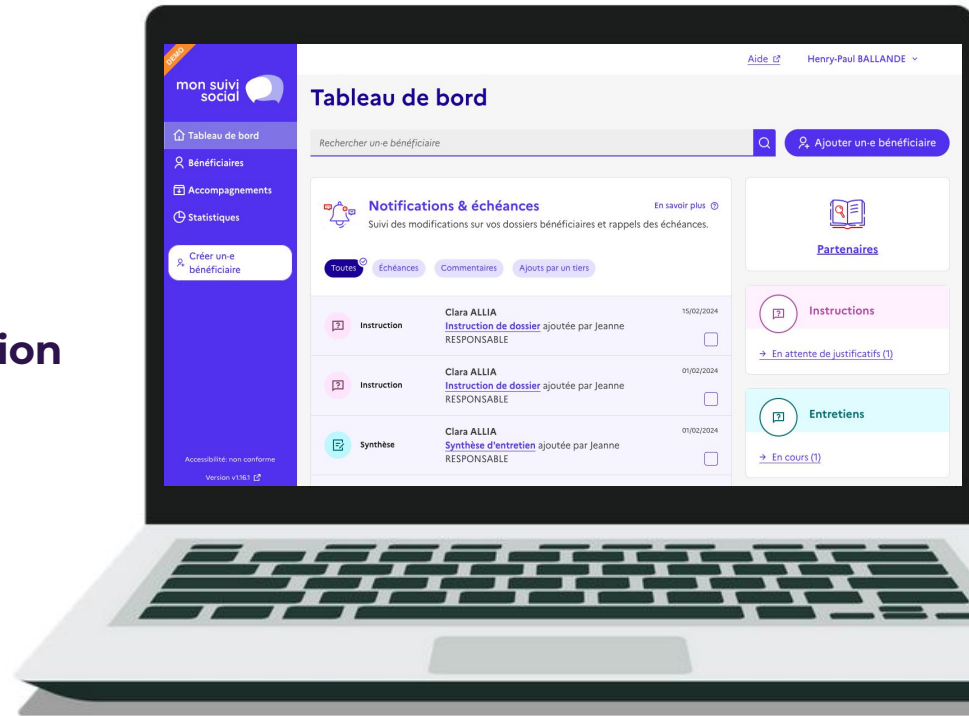 ion
DEMO
mon suivi
social
Tableau de bord
Bénéficiaires
Accompagnements
Statistiques
Créer un·e
bénéficiaire
Accessibilité: non conforme
Version v1.16.1
Aide
Henry-Paul BALLANDE
Tableau de bord
Rechercher un·e bénéficiaire
Ajouter un·e bénéficiaire
Notifications & échéances
En savoir plus
Suivi des modifications sur vos dossiers bénéficiaires et rappels des échéances.
Toutes
Échéances
Commentaires
Ajouts par un tiers
Instruction
Clara ALLIA
15/02/2024
Instruction de dossier ajoutée par Jeanne
RESPONSABLE
Instruction
Clara ALLIA
01/02/2024
Instruction de dossier ajoutée par Jeanne
RESPONSABLE
Synthèse
Clara ALLIA
01/02/2024
Synthèse d'entretien ajoutée par Jeanne
RESPONSABLE
Partenaires
Instructions
→ En attente de justificatifs (1)
Entretiens
→ En cours (1)